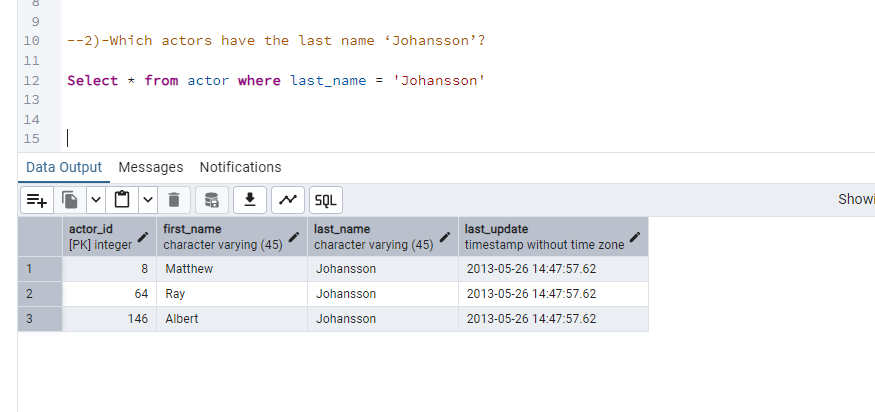 8
9
10 --2)-Which actors have the last name ‘Johansson’?
11
12 Select * from actor where last_name = 'Johansson'
13
14
15
Data Output Messages Notifications
SQL Showi
actor_id first_name last_name last_update
[PK] integer character varying (45) character varying (45) timestamp without time zone
1 8 Matthew Johansson 2013-05-26 14:47:57.62
2 64 Ray Johansson 2013-05-26 14:47:57.62
3 146 Albert Johansson 2013-05-26 14:47:57.62